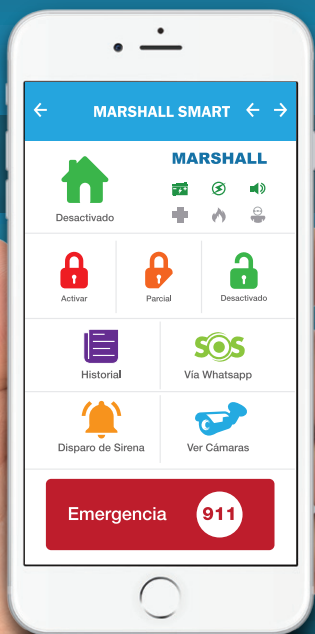 MARSHALL SMART
MARSHALL
Desactivado
Activar
Parcial
Desactivado
Historial
SOS
Vía Whatsapp
Disparo de Sirena
Ver Cámaras
Emergencia 911